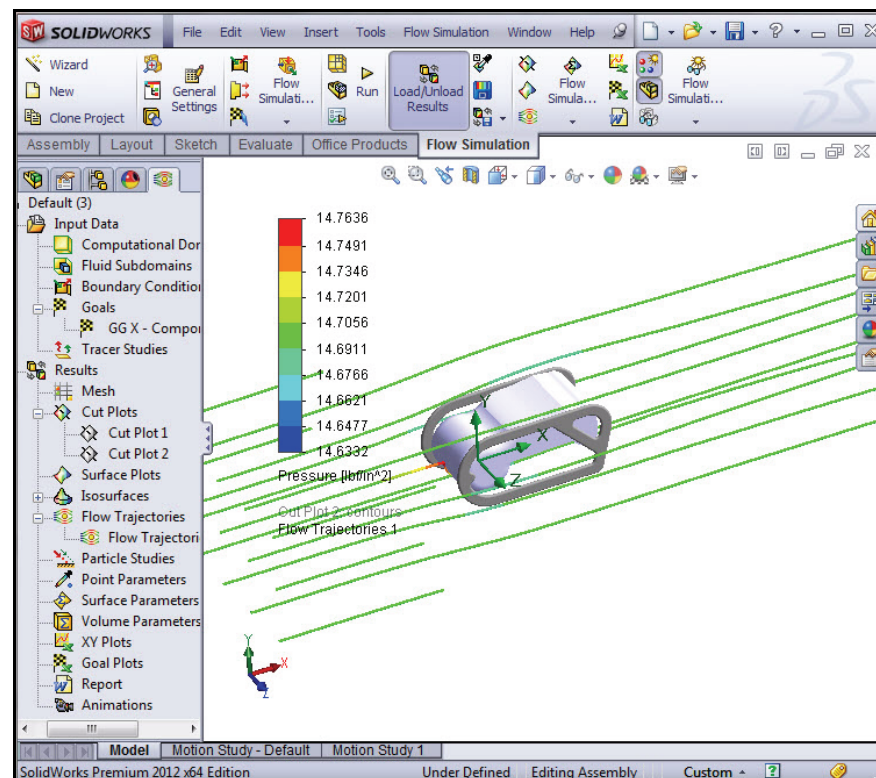 SOLIDWORKS File Edit View Insert Tools Flow Simulation Window Help
Wizard
New
Clone Project
General Settings
Flow Simulati...
Run
Load/Unload Results
Flow Simula...
Flow Simulati...
Assembly Layout Sketch Evaluate Office Products Flow Simulation
Default (3)
Input Data
Computational Dor
Fluid Subdomains
Boundary Condition
Goals
GG X - Compo
Tracer Studies
Results
Mesh
Cut Plots
Cut Plot 1
Cut Plot 2
Surface Plots
Isosurfaces
Flow Trajectories
Flow Trajectori
Particle Studies
Point Parameters
Surface Parameters
Volume Parameters
XY Plots
Goal Plots
Report
Animations
14.7636
14.7491
14.7346
14.7201
14.7056
14.6911
14.6766
14.6621
14.6477
14.6332
Pressure [lbf/in^2]
Cut Plot 2: contours
Flow Trajectories 1
Y
X
Z
Y
X
Z
Model Motion Study - Default Motion Study 1
SolidWorks Premium 2012 x64 Edition Under Defined Editing Assembly Custom